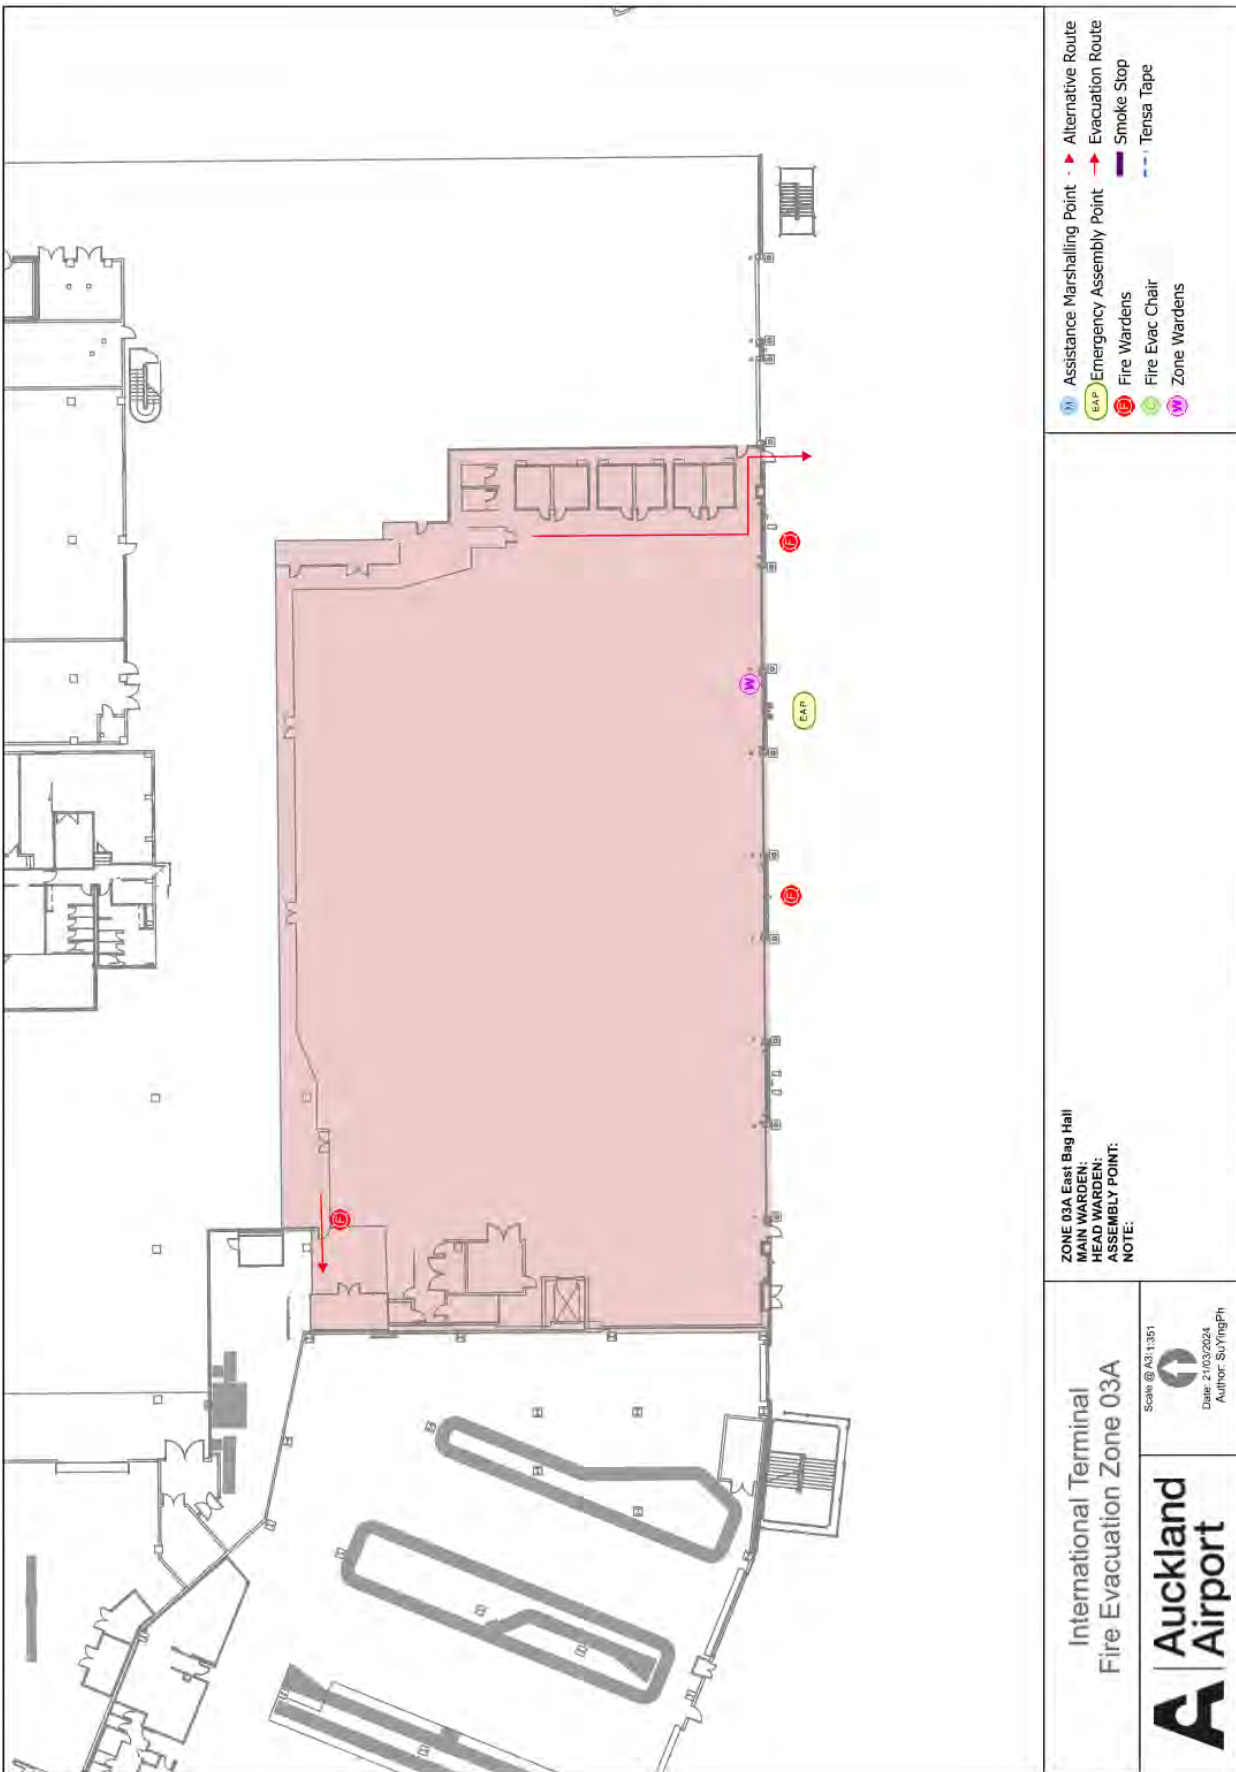 Assistance Marshalling Point
Alternative Route
EAP
Emergency Assembly Point
Evacuation Route
F
Fire Wardens
Smoke Stop
C
Fire Evac Chair
Tensa Tape
W
Zone Wardens
F
W
EAP
F
F
ZONE 03A East Bag Hall
MAIN WARDEN:
HEAD WARDEN:
ASSEMBLY POINT:
NOTE:
International Terminal
Fire Evacuation Zone 03A
Scale @ A3: 1:351
Date: 21/03/2024
Author: SuYingPh
Auckland
Airport